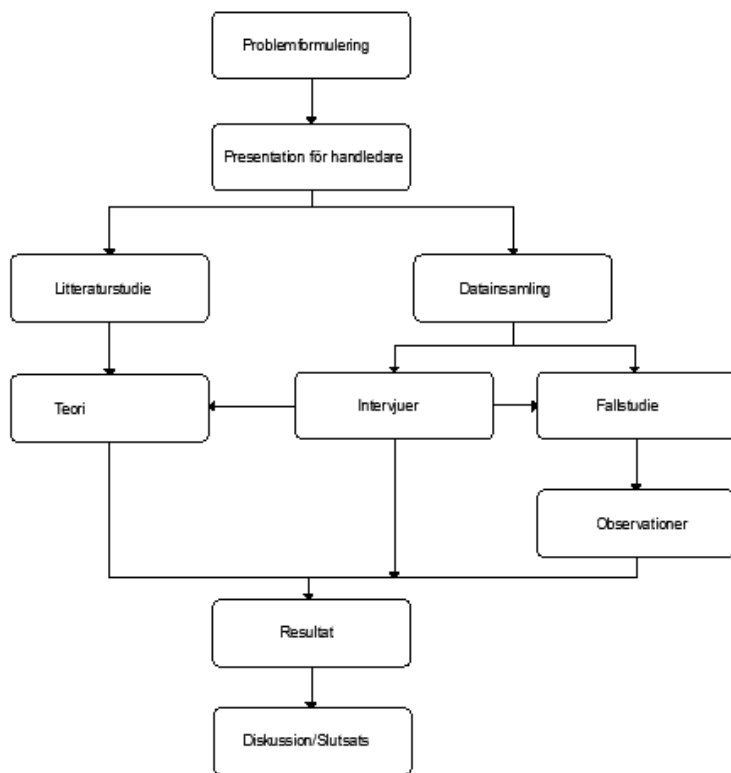 Problemformulering
Presentation för handledare
Litteraturstudie
Datainsamling
Teori
Intervjuer
Fallstudie
Observationer
Resultat
Diskussion/Slutsats